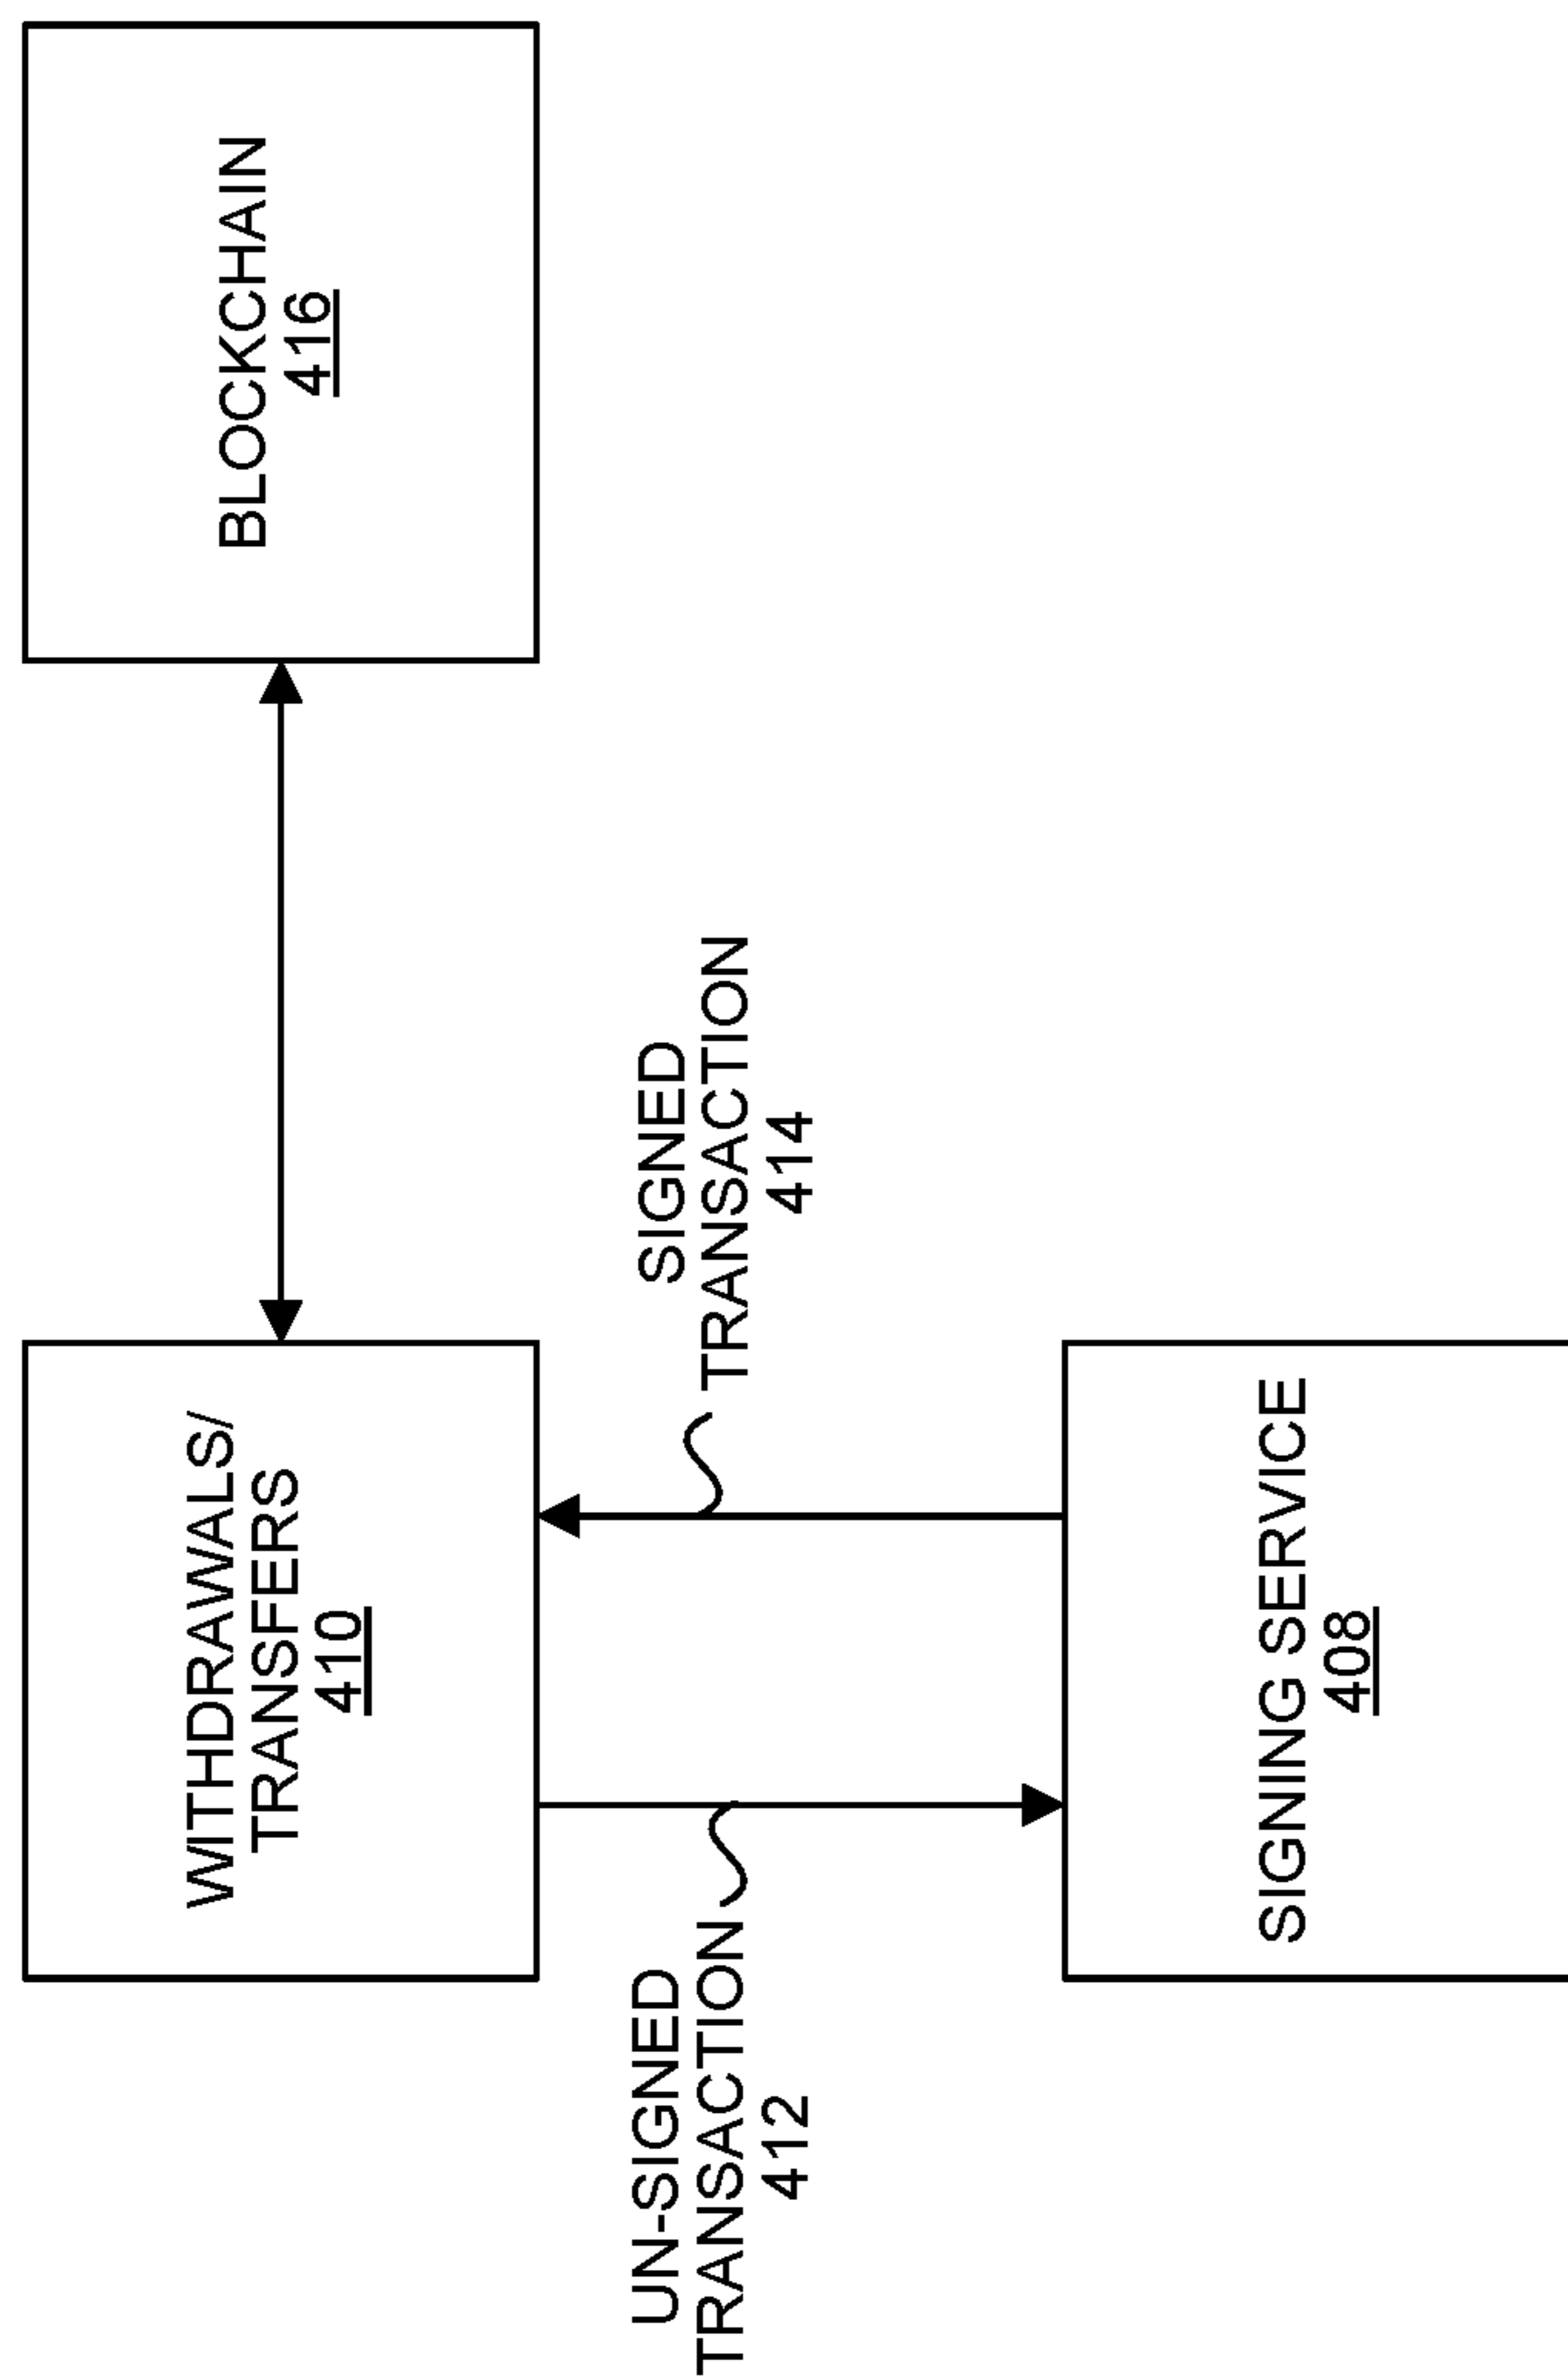 WITHDRAWALS/
TRANSFERS
410
BLOCKCHAIN
416
UN-SIGNED
TRANSACTION
412
SIGNED
TRANSACTION
414
SIGNING SERVICE
408